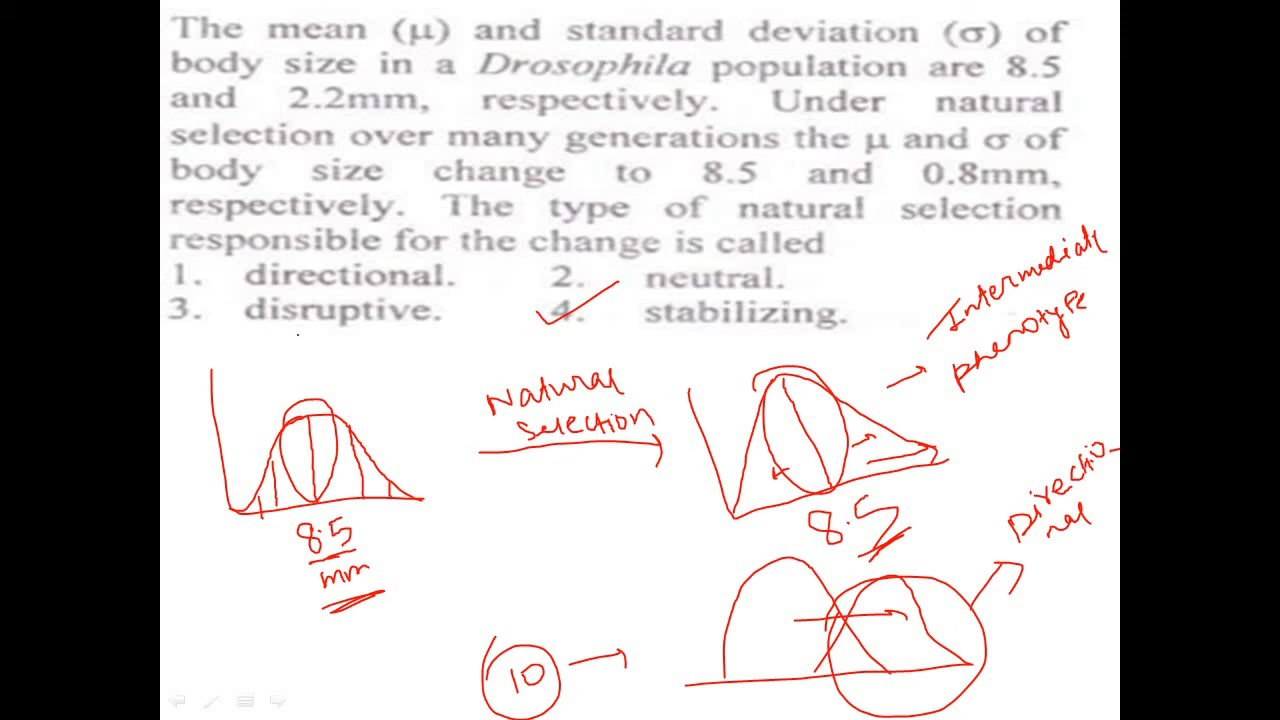 The mean (μ) and standard deviation (σ) of
body size in a Drosophila population are 8.5
and 2.2mm, respectively. Under natural
selection over many generations the μ and σ of
body size change to 8.5 and 0.8mm,
respectively. The type of natural selection
responsible for the change is called
1. directional. 2. neutral.
3. disruptive. 4. stabilizing.
Intermediate
phenotype
Natural
selection
8.5
mm
8.5
Directio-
nal
10